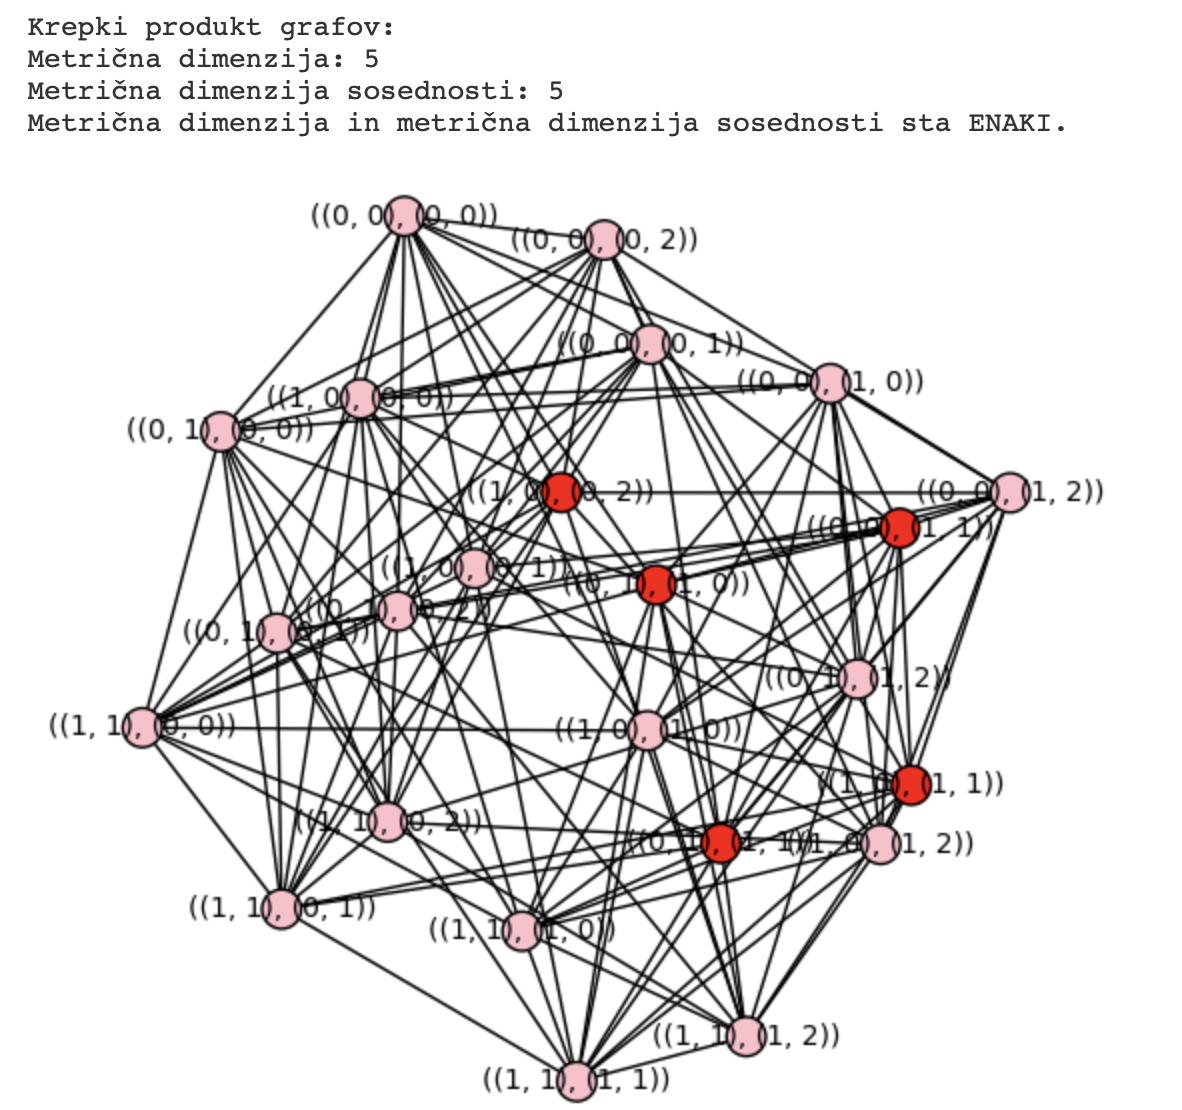 Krepki produkt grafov:
Metrična dimenzija: 5
Metrična dimenzija sosednosti: 5
Metrična dimenzija in metrična dimenzija sosednosti sta ENAKI.
((0, 0), (0, 0))
((0, 0), (0, 2))
((0, 0), (0, 1))
((0, 0), (1, 0))
((1, 0), (0, 0))
((0, 1), (0, 0))
((1, 0), (0, 2))
((0, 0), (1, 2))
((0, 0), (1, 1))
((1, 0), (0, 1))
((0, 1), (1, 0))
((0, 1), (0, 2))
((0, 1), (0, 1))
((0, 1), (1, 2))
((1, 1), (0, 0))
((1, 0), (1, 0))
((1, 0), (1, 1))
((1, 1), (0, 2))
((0, 1), (1, 1))
((1, 0), (1, 2))
((1, 1), (0, 1))
((1, 1), (1, 0))
((1, 1), (1, 2))
((1, 1), (1, 1))